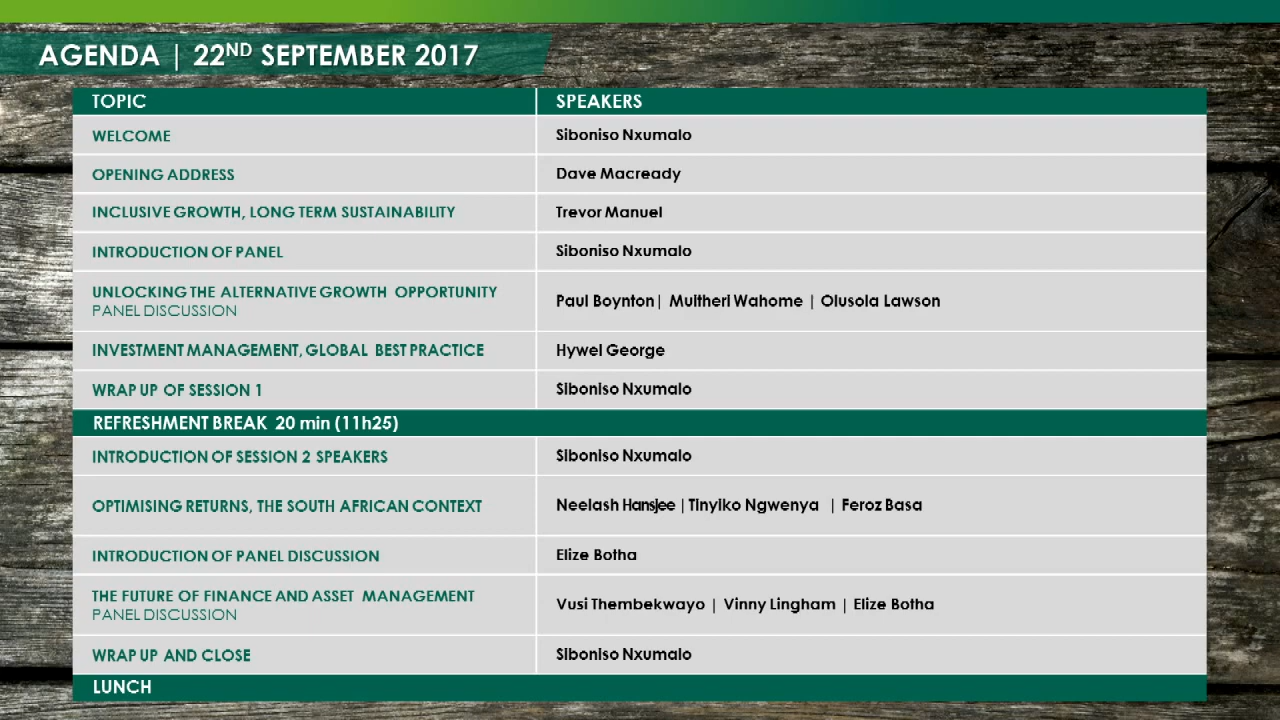 AGENDA | 22ND SEPTEMBER 2017
TOPIC SPEAKERS
WELCOME Siboniso Nxumalo
OPENING ADDRESS Dave Macready
INCLUSIVE GROWTH, LONG TERM SUSTAINABILITY Trevor Manuel
INTRODUCTION OF PANEL Siboniso Nxumalo
UNLOCKING THE ALTERNATIVE GROWTH OPPORTUNITY
PANEL DISCUSSION
Paul Boynton| Muitheri Wahome | Olusola Lawson
INVESTMENT MANAGEMENT, GLOBAL BEST PRACTICE Hywel George
WRAP UP OF SESSION 1 Siboniso Nxumalo
REFRESHMENT BREAK 20 min (11h25)
INTRODUCTION OF SESSION 2 SPEAKERS Siboniso Nxumalo
OPTIMISING RETURNS, THE SOUTH AFRICAN CONTEXT Neelash Hansjee |Tinyiko Ngwenya | Feroz Basa
INTRODUCTION OF PANEL DISCUSSION Elize Botha
THE FUTURE OF FINANCE AND ASSET MANAGEMENT
PANEL DISCUSSION
Vusi Thembekwayo | Vinny Lingham | Elize Botha
WRAP UP AND CLOSE Siboniso Nxumalo
LUNCH